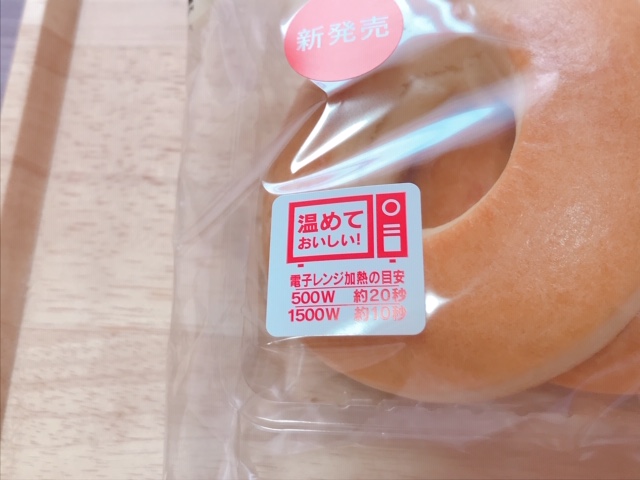 新発売
温めて
おいしい!
電子レンジ加熱の目安
500W 約20秒
1500W 約10秒